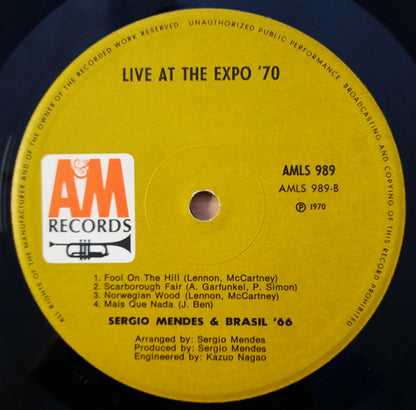 ALL RIGHTS OF THE MANUFACTURER AND OF THE OWNER OF THE RECORDED WORK RESERVED UNAUTHORIZED PUBLIC PERFORMANCE, BROADCASTING AND COPYING OF THIS RECORD PROHIBITED
LIVE AT THE EXPO '70
A&M
RECORDS
AMLS 989
AMLS 989-B
Ⓟ 1970
1. Fool On The Hill (Lennon, McCartney)
2. Scarborough Fair (A. Garfunkel, P. Simon)
3. Norwegian Wood (Lennon, McCartney)
4. Mais Que Nada (J. Ben)
SERGIO MENDES & BRASIL '66
Arranged by: Sergio Mendes
Produced by: Sergio Mendes
Engineered by: Kazuo Nagao